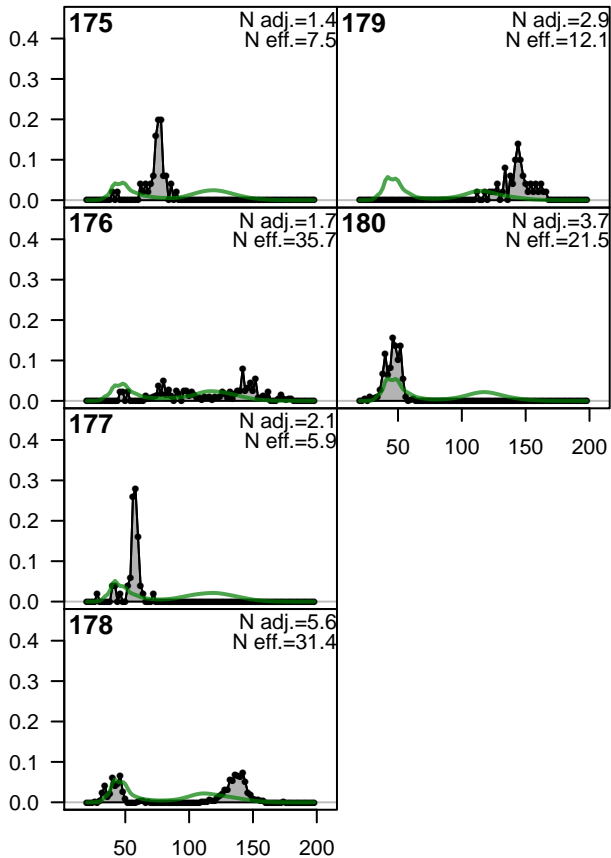 175
N adj.=1.4
N eff.=7.5
0.4
0.3
0.2
0.1
0.0
179
N adj.=2.9
N eff.=12.1
176
N adj.=1.7
N eff.=35.7
0.4
0.3
0.2
0.1
0.0
180
N adj.=3.7
N eff.=21.5
50 100 150 200
177
N adj.=2.1
N eff.=5.9
0.4
0.3
0.2
0.1
0.0
178
N adj.=5.6
N eff.=31.4
0.4
0.3
0.2
0.1
0.0
50 100 150 200